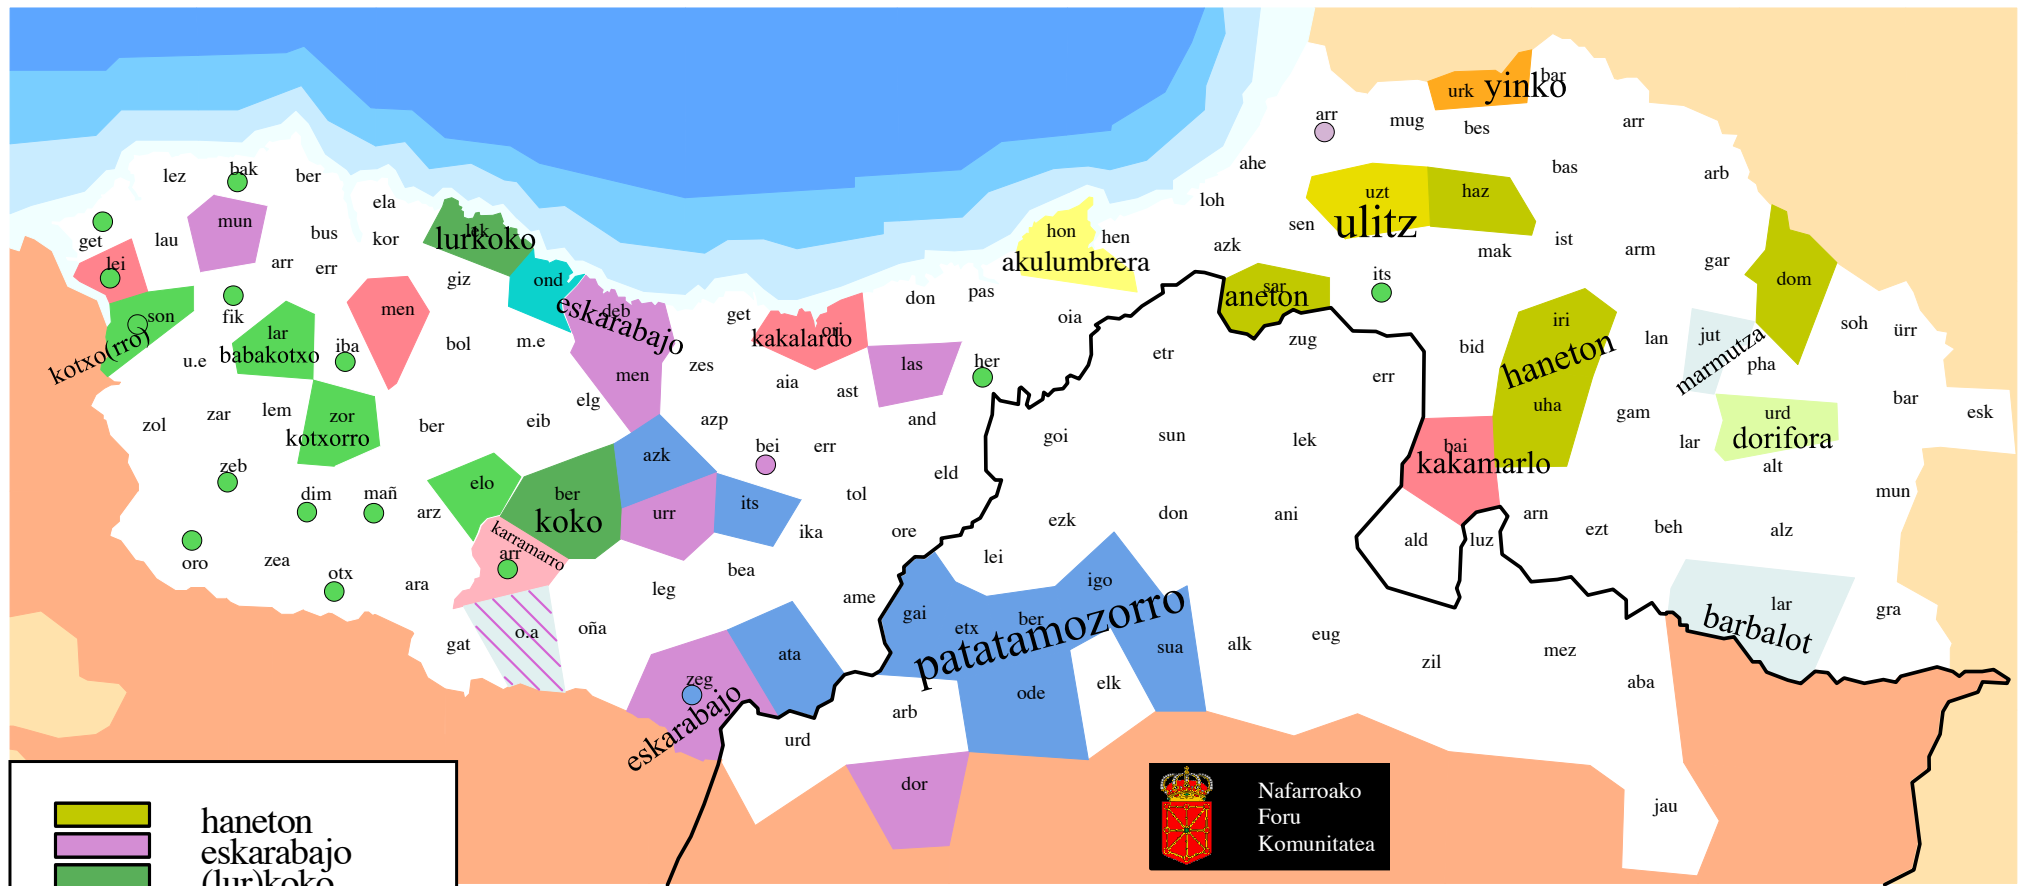 bar
urk
yinko
arr
mug
bes
arr
lez
bak
ber
ahe
bas
arb
ela
mun
uzt
haz
loh
lek
lurkoko
get
lau
bus
kor
hon
hen
azk
sen
ulitz
mak
ist
arm
lei
arr
err
giz
ond
akulumbrera
gar
dom
its
son
fik
men
eskarabajo
deb
get
don
pas
sar
aneton
iri
kotxo(rro)
lar
babakotxo
iba
bol
m.e
kakalardo
ori
oia
zug
bid
haneton
lan
jut
marmutza
soh
ürr
u.e
men
zes
aia
ast
las
her
etr
err
pha
zol
zar
lem
zor
kotxorro
ber
eib
elg
azp
and
uha
gam
urd
dorifora
bar
esk
zeb
azk
bei
err
goi
sun
lek
bai
kakamarlo
lar
alt
dim
mañ
arz
elo
ber
koko
urr
its
tol
eld
ezk
don
ani
arn
mun
oro
zea
otx
ara
karramarro
arr
ika
ore
lei
ald
luz
ezt
beh
alz
leg
bea
ame
gai
igo
gat
o.a
oña
ata
etx
ber
patatamozorro
sua
alk
eug
zil
mez
lar
barbalot
gra
zeg
eskarabajo
urd
arb
ode
elk
aba
dor
jau
Nafarroako
Foru
Komunitatea
haneton
eskarabajo
(lur)koko